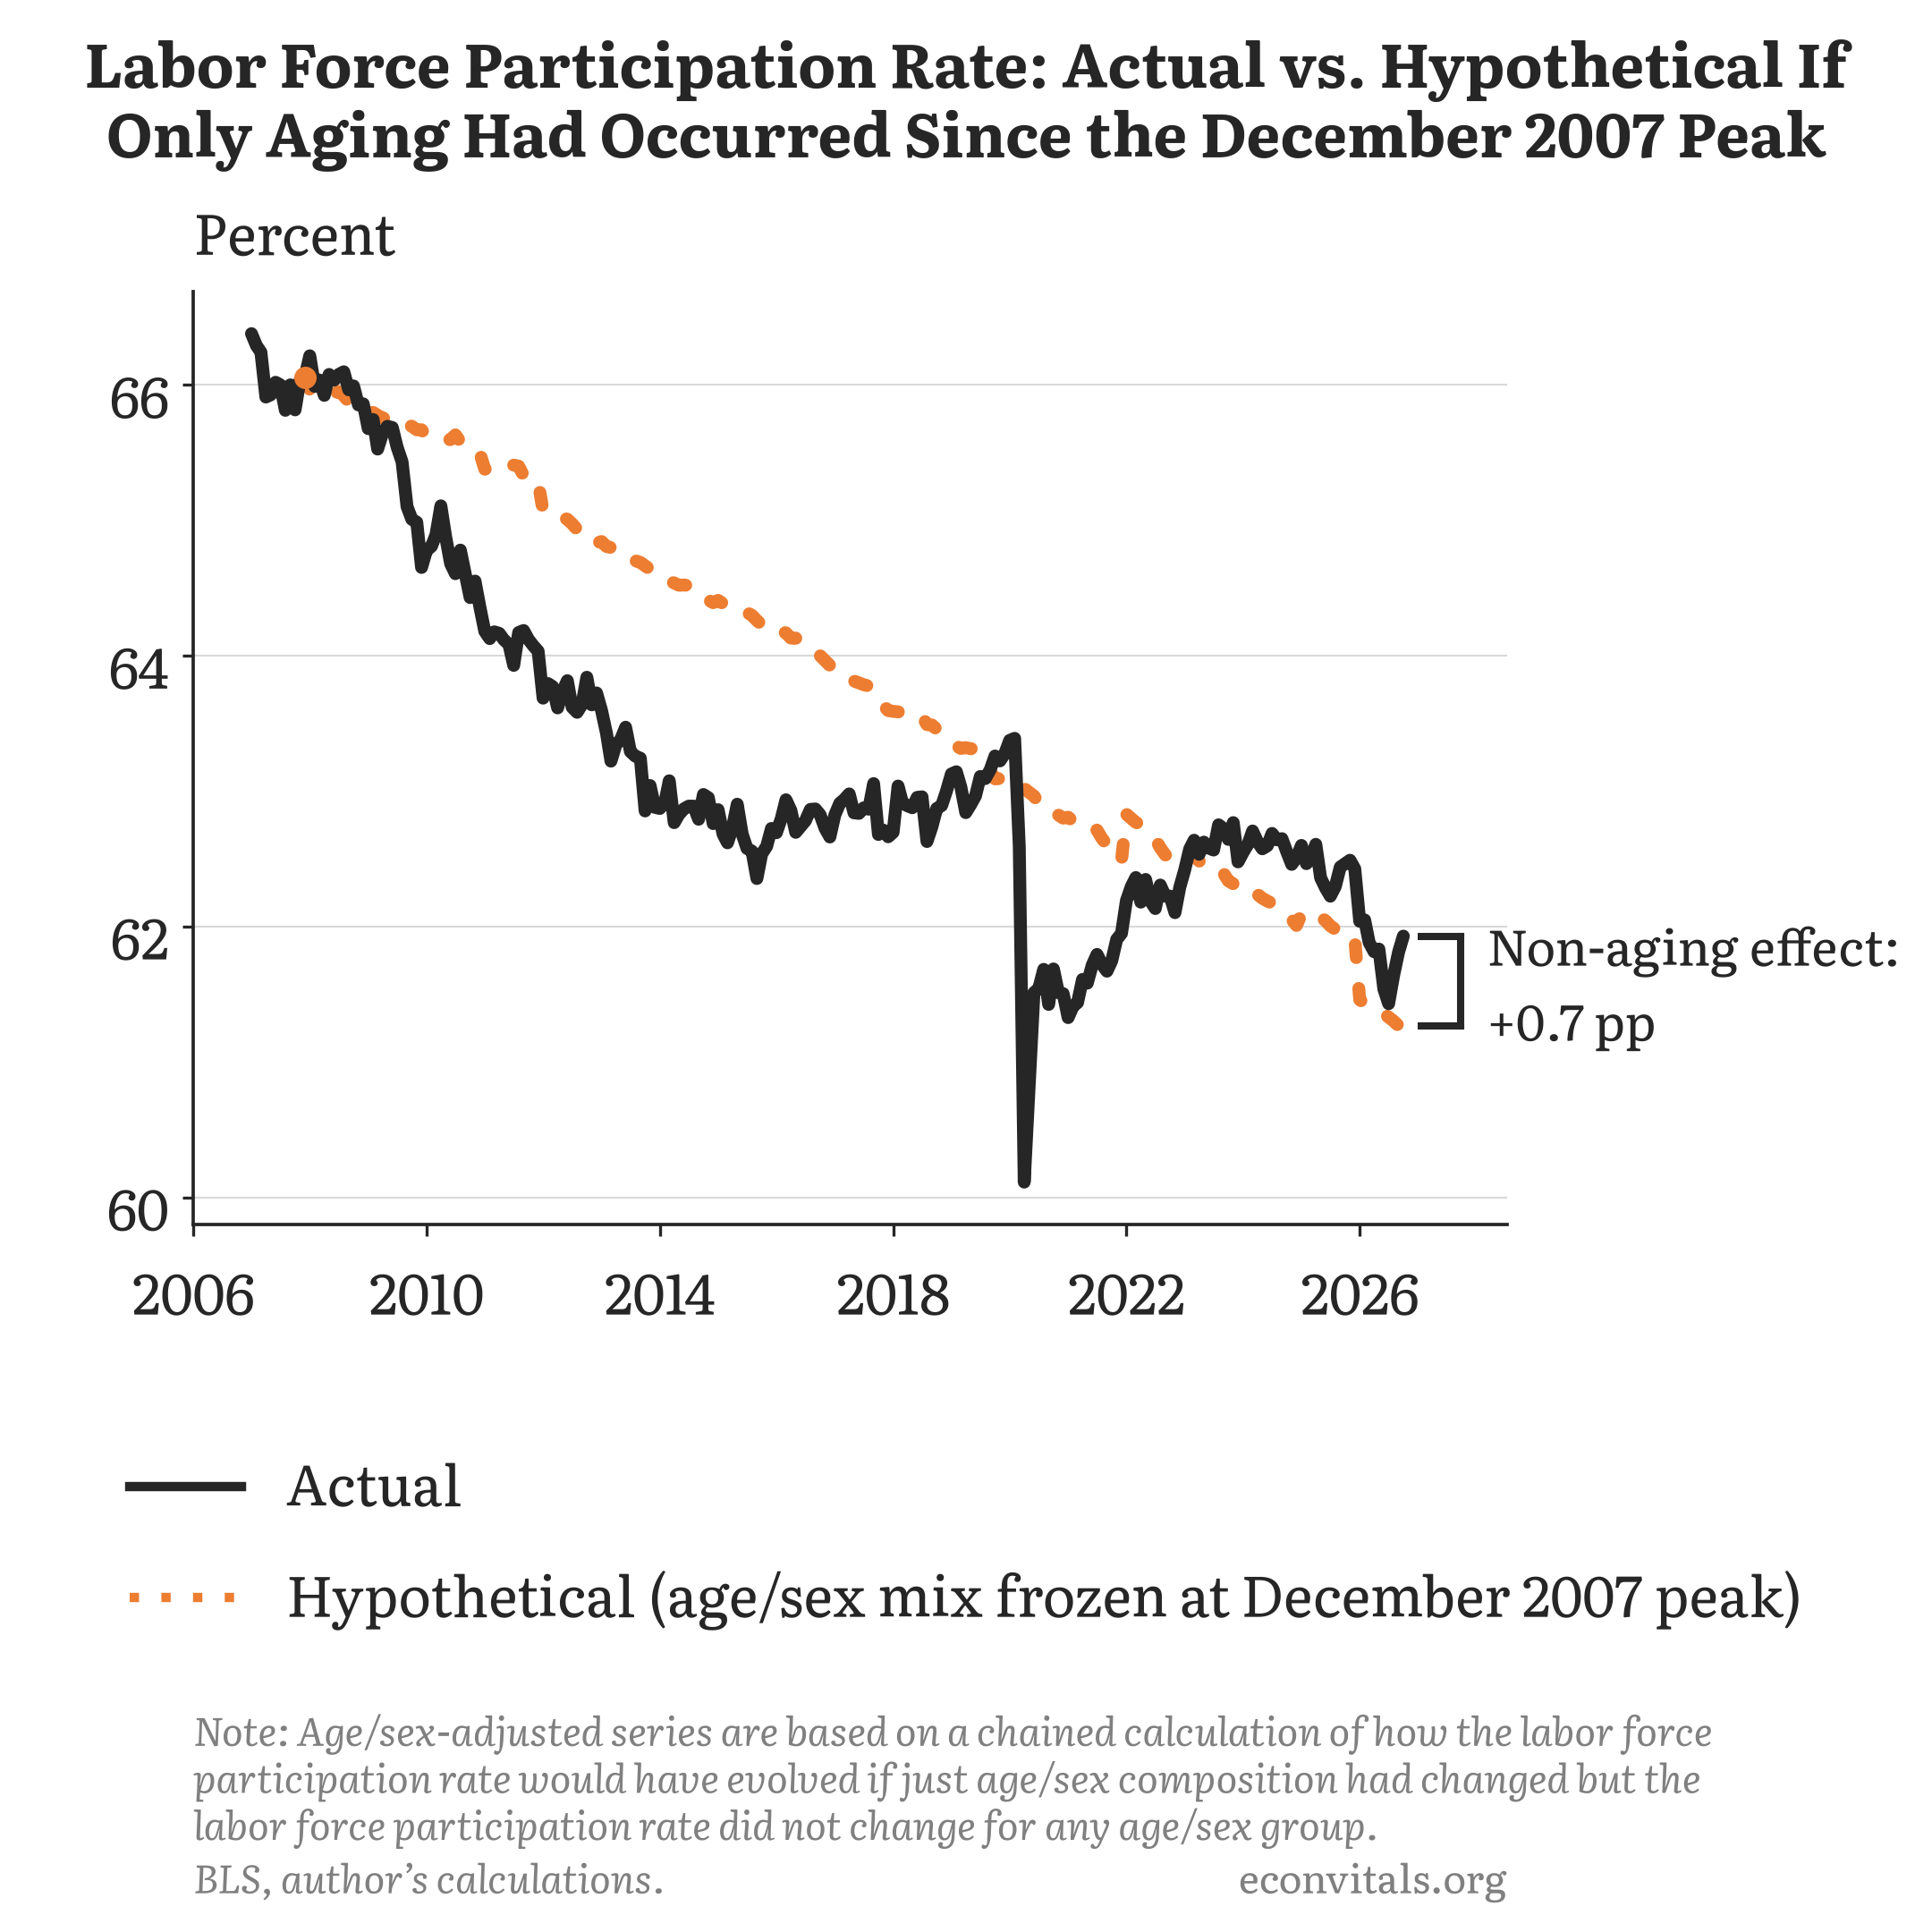 Labor Force Participation Rate: Actual vs. Hypothetical If
Only Aging Had Occurred Since the December 2007 Peak
Percent
66
64
62
60
Non-aging effect:
+0.7 pp
2006 2010 2014 2018 2022 2026
Actual
Hypothetical (age/sex mix frozen at December 2007 peak)
Note: Age/sex-adjusted series are based on a chained calculation of how the labor force
participation rate would have evolved if just age/sex composition had changed but the
labor force participation rate did not change for any age/sex group.
BLS, author’s calculations. econvitals.org